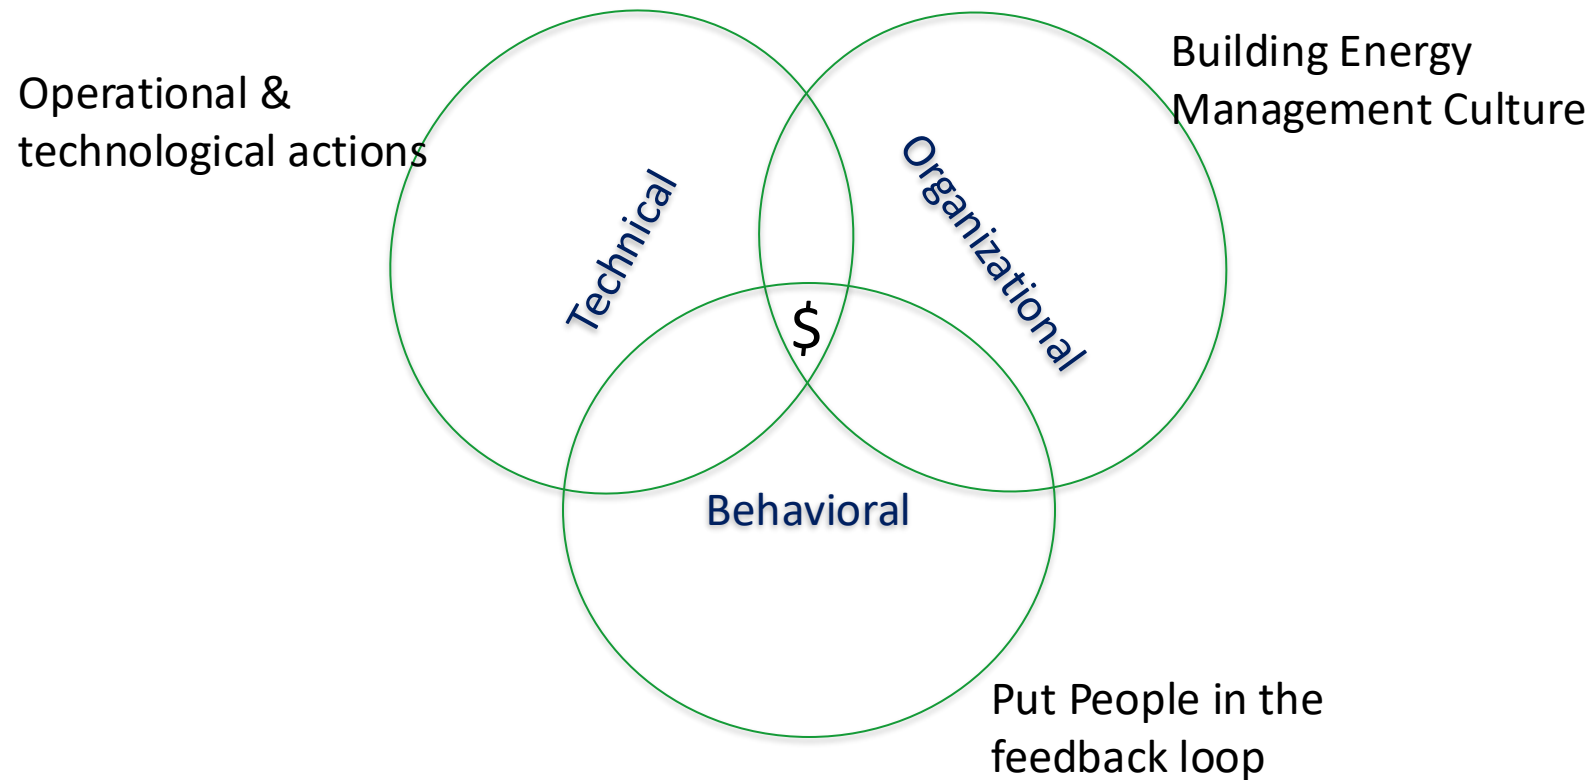 Operational &
technological actions
Building Energy
Management Culture
Technical
Organizational
$
Behavioral
Put People in the
feedback loop